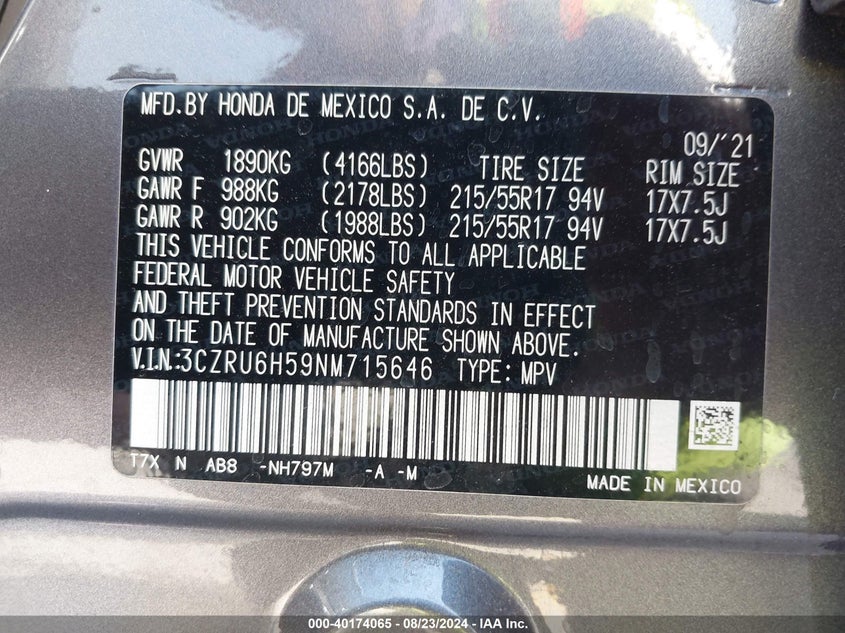 MFD.BY HONDA DE MEXICO S.A. DE C.V.
09/'21
GVWR 1890KG (4166LBS) TIRE SIZE RIM SIZE
GAWR F 988KG (2178LBS) 215/55R17 94V 17X7.5J
GAWR R 902KG (1988LBS) 215/55R17 94V 17X7.5J
THIS VEHICLE CONFORMS TO ALL APPLICABLE
FEDERAL MOTOR VEHICLE SAFETY
AND THEFT PREVENTION STANDARDS IN EFFECT
ON THE DATE OF MANUFACTURE SHOWN ABOVE.
V.I.N:3CZRU6H59NM715646 TYPE: MPV
T7X N AB8 -NH797M -A -M
MADE IN MEXICO
000-40174065 - 08/23/2024 - IAA Inc.